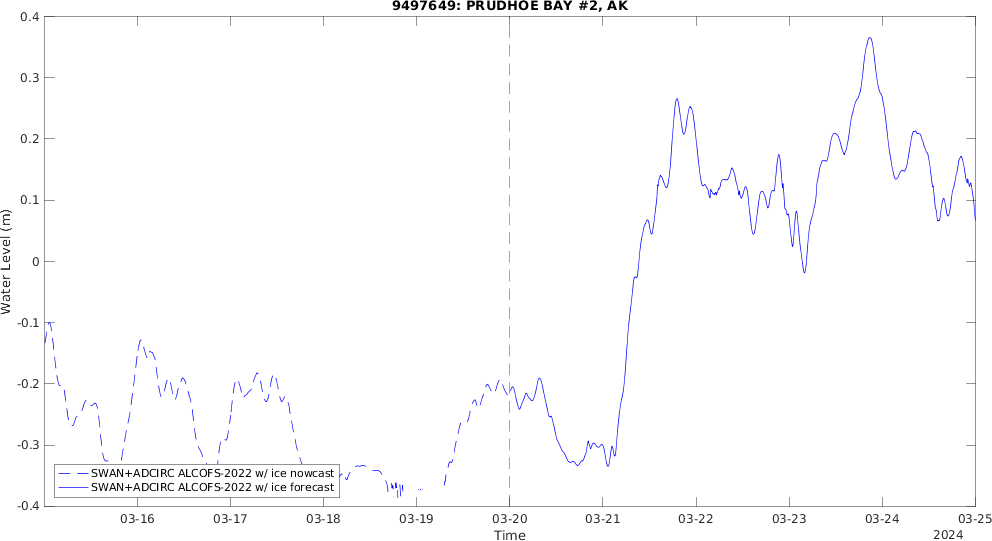 9497649: PRUDHOE BAY #2, AK
0.4
0.3
0.2
0.1
0
-0.1
-0.2
-0.3
-0.4
Water Level (m)
SWAN+ADCIRC ALCOFS-2022 w/ ice nowcast
SWAN+ADCIRC ALCOFS-2022 w/ ice forecast
03-16 03-17 03-18 03-19 03-20 03-21 03-22 03-23 03-24 03-25
Time
2024